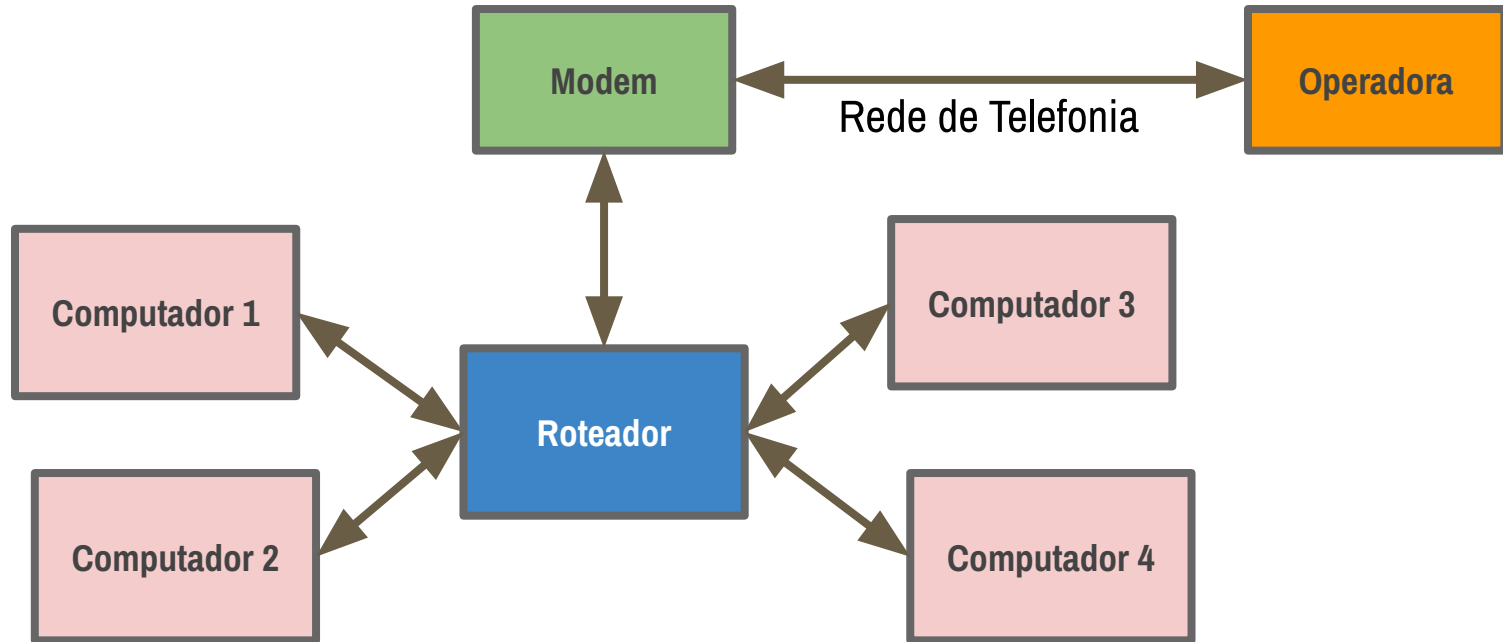 Modem
Operadora
Rede de Telefonia
Computador 1
Computador 3
Roteador
Computador 2
Computador 4